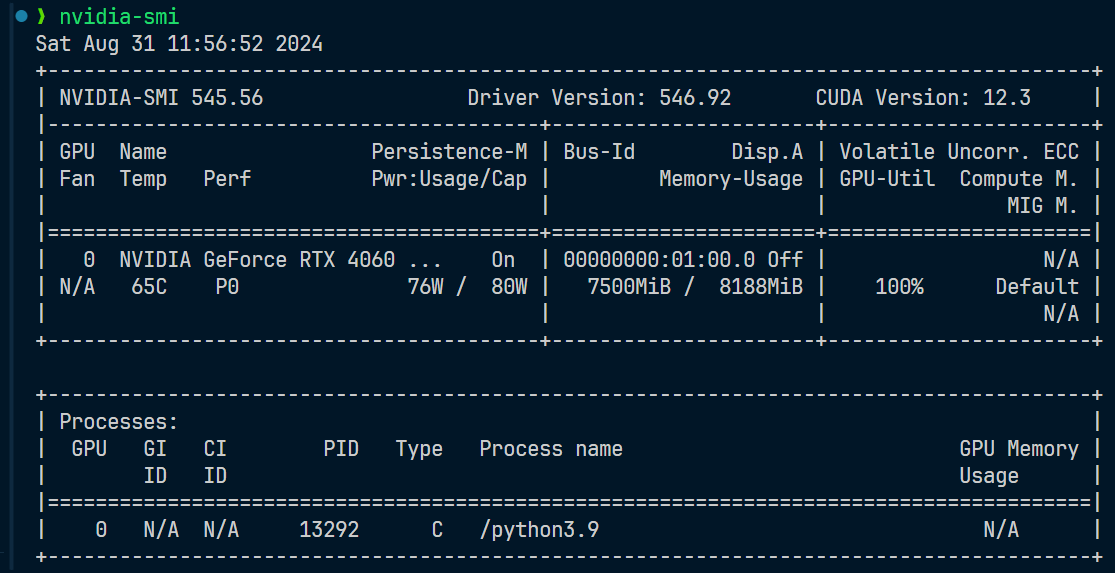 ❱ nvidia-smi
Sat Aug 31 11:56:52 2024
+---------------------------------------------------------------------------------------+
| NVIDIA-SMI 545.56                 Driver Version: 546.92       CUDA Version: 12.3     |
|-----------------------------------------+----------------------+----------------------+
| GPU  Name                 Persistence-M | Bus-Id        Disp.A | Volatile Uncorr. ECC |
| Fan  Temp   Perf          Pwr:Usage/Cap |         Memory-Usage | GPU-Util  Compute M. |
|                                         |                      |               MIG M. |
|=========================================+======================+======================|
|   0  NVIDIA GeForce RTX 4060 ...    On  | 00000000:01:00.0 Off |                  N/A |
| N/A   65C    P0              76W /  80W |   7500MiB /  8188MiB |    100%      Default |
|                                         |                      |                  N/A |
+-----------------------------------------+----------------------+----------------------+

+---------------------------------------------------------------------------------------+
| Processes:                                                                            |
|  GPU   GI   CI        PID   Type   Process name                            GPU Memory |
|        ID   ID                                                             Usage      |
|=======================================================================================|
|    0   N/A  N/A     13292      C   /python3.9                                N/A      |
+---------------------------------------------------------------------------------------+